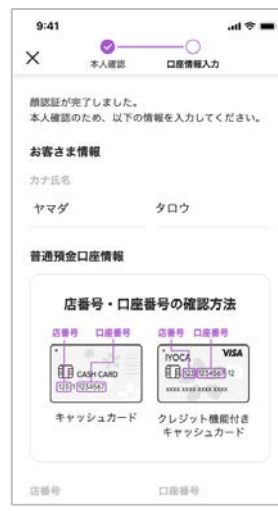 9:41
本人確認 口座情報入力
顔認証が完了しました。
本人確認のため、以下の情報を入力してください。
お客さま情報
カナ氏名
ヤマダ タロウ
普通預金口座情報
店番号・口座番号の確認方法
店番号 口座番号
CASH CARD
123 1234567
キャッシュカード
店番号 口座番号
IYOCA VISA
123 1234567 12
XXXX XXXX XXXX XXXX
クレジット機能付き
キャッシュカード
店番号 口座番号